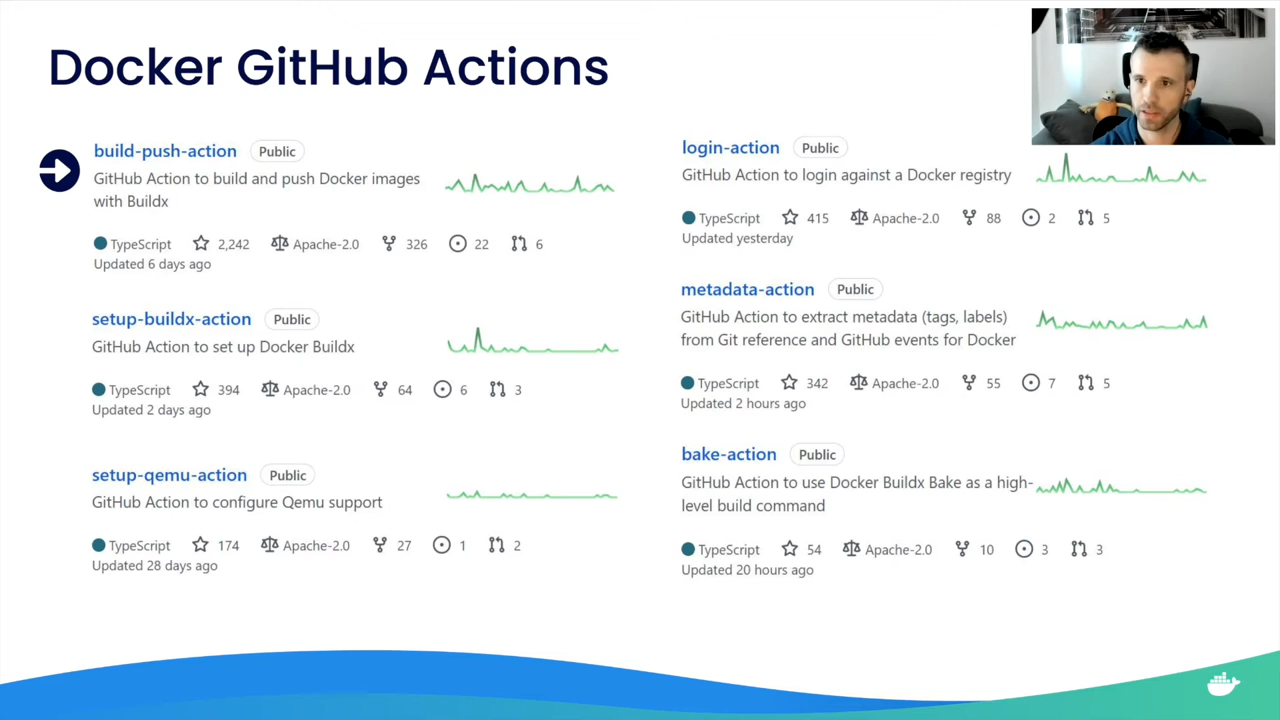 Docker GitHub Actions
build-push-action Public
GitHub Action to build and push Docker images
with Buildx
TypeScript 2,242 Apache-2.0 326 22 6
Updated 6 days ago
setup-buildx-action Public
GitHub Action to set up Docker Buildx
TypeScript 394 Apache-2.0 64 6 3
Updated 2 days ago
setup-qemu-action Public
GitHub Action to configure Qemu support
TypeScript 174 Apache-2.0 27 1 2
Updated 28 days ago
login-action Public
GitHub Action to login against a Docker registry
TypeScript 415 Apache-2.0 88 2 5
Updated yesterday
metadata-action Public
GitHub Action to extract metadata (tags, labels)
from Git reference and GitHub events for Docker
TypeScript 342 Apache-2.0 55 7 5
Updated 2 hours ago
bake-action Public
GitHub Action to use Docker Buildx Bake as a high-
level build command
TypeScript 54 Apache-2.0 10 3 3
Updated 20 hours ago